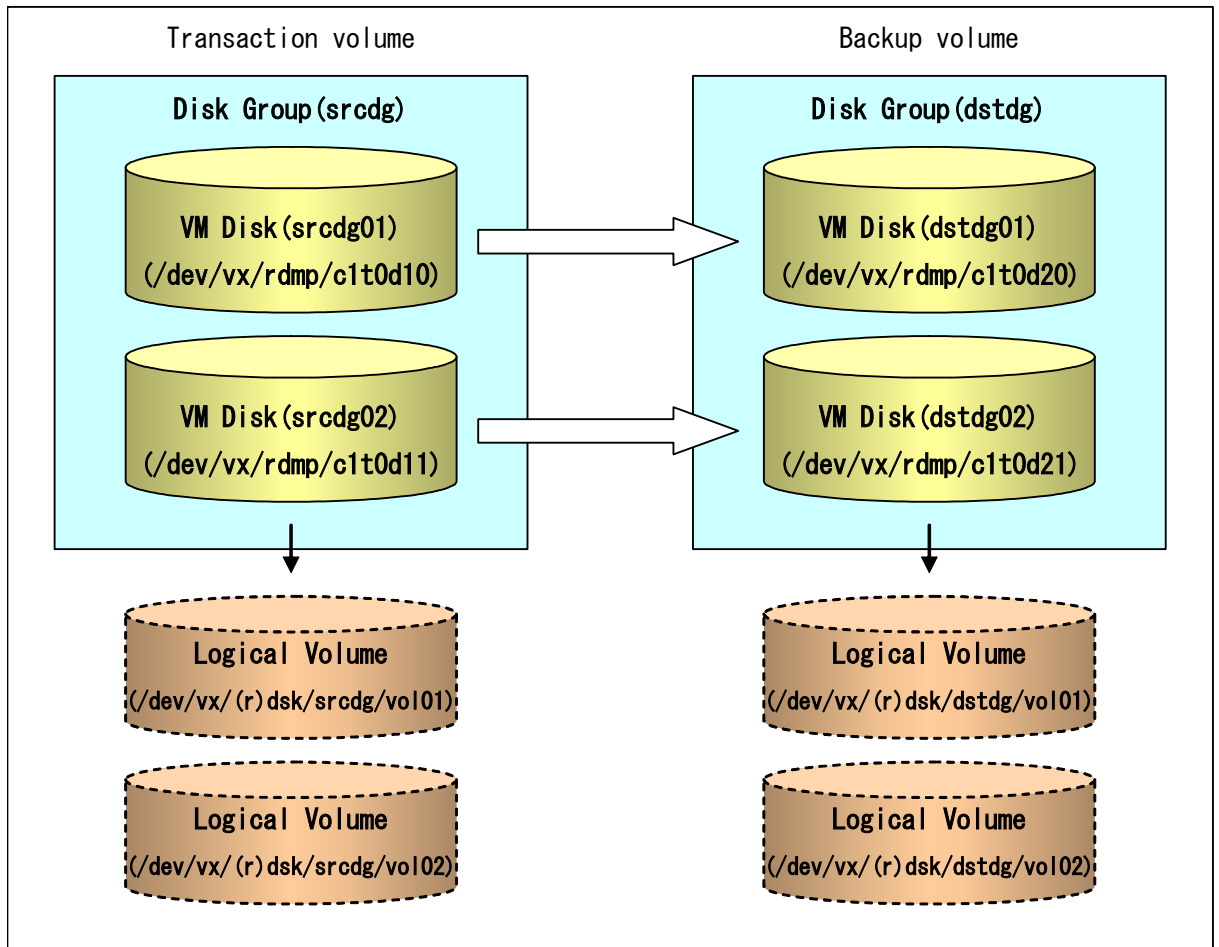 Transaction volume
Disk Group(srcdg)
VM Disk(srcdg01)
(/dev/vx/rdmp/c1t0d10)
VM Disk(srcdg02)
(/dev/vx/rdmp/c1t0d11)
Logical Volume
(/dev/vx/(r)dsk/srcdg/vol01)
Logical Volume
(/dev/vx/(r)dsk/srcdg/vol02)
Backup volume
Disk Group(dstdg)
VM Disk(dstdg01)
(/dev/vx/rdmp/c1t0d20)
VM Disk(dstdg02)
(/dev/vx/rdmp/c1t0d21)
Logical Volume
(/dev/vx/(r)dsk/dstdg/vol01)
Logical Volume
(/dev/vx/(r)dsk/dstdg/vol02)